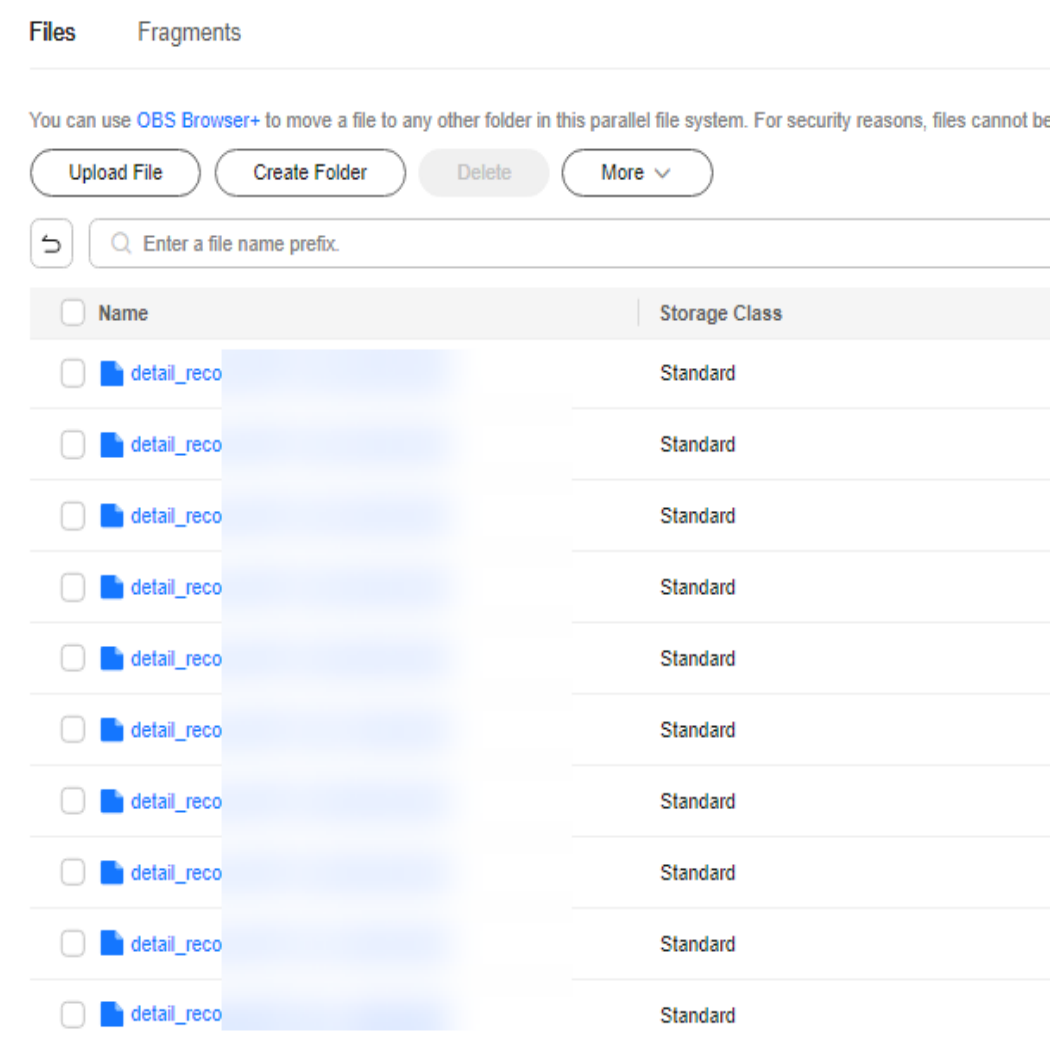 Files Fragments
You can use OBS Browser+ to move a file to any other folder in this parallel file system. For security reasons, files cannot be
Upload File Create Folder Delete More
Enter a file name prefix.
Name Storage Class
detail_reco Standard
detail_reco Standard
detail_reco Standard
detail_reco Standard
detail_reco Standard
detail_reco Standard
detail_reco Standard
detail_reco Standard
detail_reco Standard
detail_reco Standard